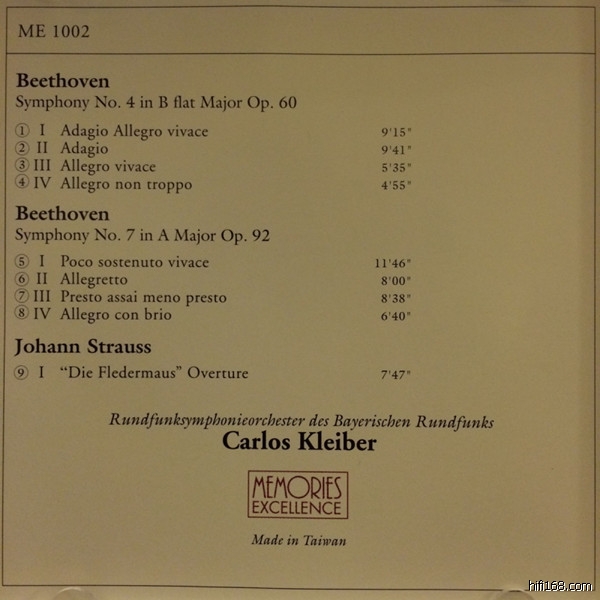 ME 1002
Beethoven
Symphony No. 4 in B flat Major Op. 60
① I Adagio Allegro vivace 9'15"
② II Adagio 9'41"
③ III Allegro vivace 5'35"
④ IV Allegro non troppo 4'55"
Beethoven
Symphony No. 7 in A Major Op. 92
⑤ I Poco sostenuto vivace 11'46"
⑥ II Allegretto 8'00"
⑦ III Presto assai meno presto 8'38"
⑧ IV Allegro con brio 6'40"
Johann Strauss
⑨ I “Die Fledermaus” Overture 7'47"
Rundfunksymphonieorchester des Bayerischen Rundfunks
Carlos Kleiber
MEMORIES
EXCELLENCE
Made in Taiwan
hifi168.com